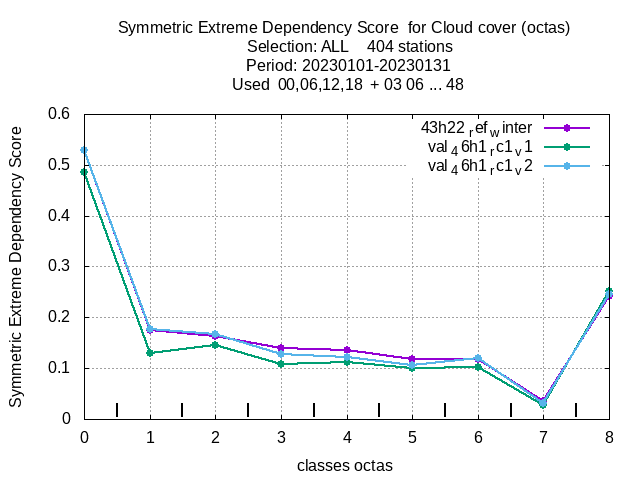 Symmetric Extreme Dependency Score  for Cloud cover (octas)
Selection: ALL    404 stations
Period: 20230101-20230131
Used  00,06,12,18  + 03 06 ... 48
Symmetric Extreme Dependency Score
0.6
0.5
0.4
0.3
0.2
0.1
0
43h22_ref_winter
val_46h1_rc1_v1
val_46h1_rc1_v2
0 1 2 3 4 5 6 7 8
classes octas